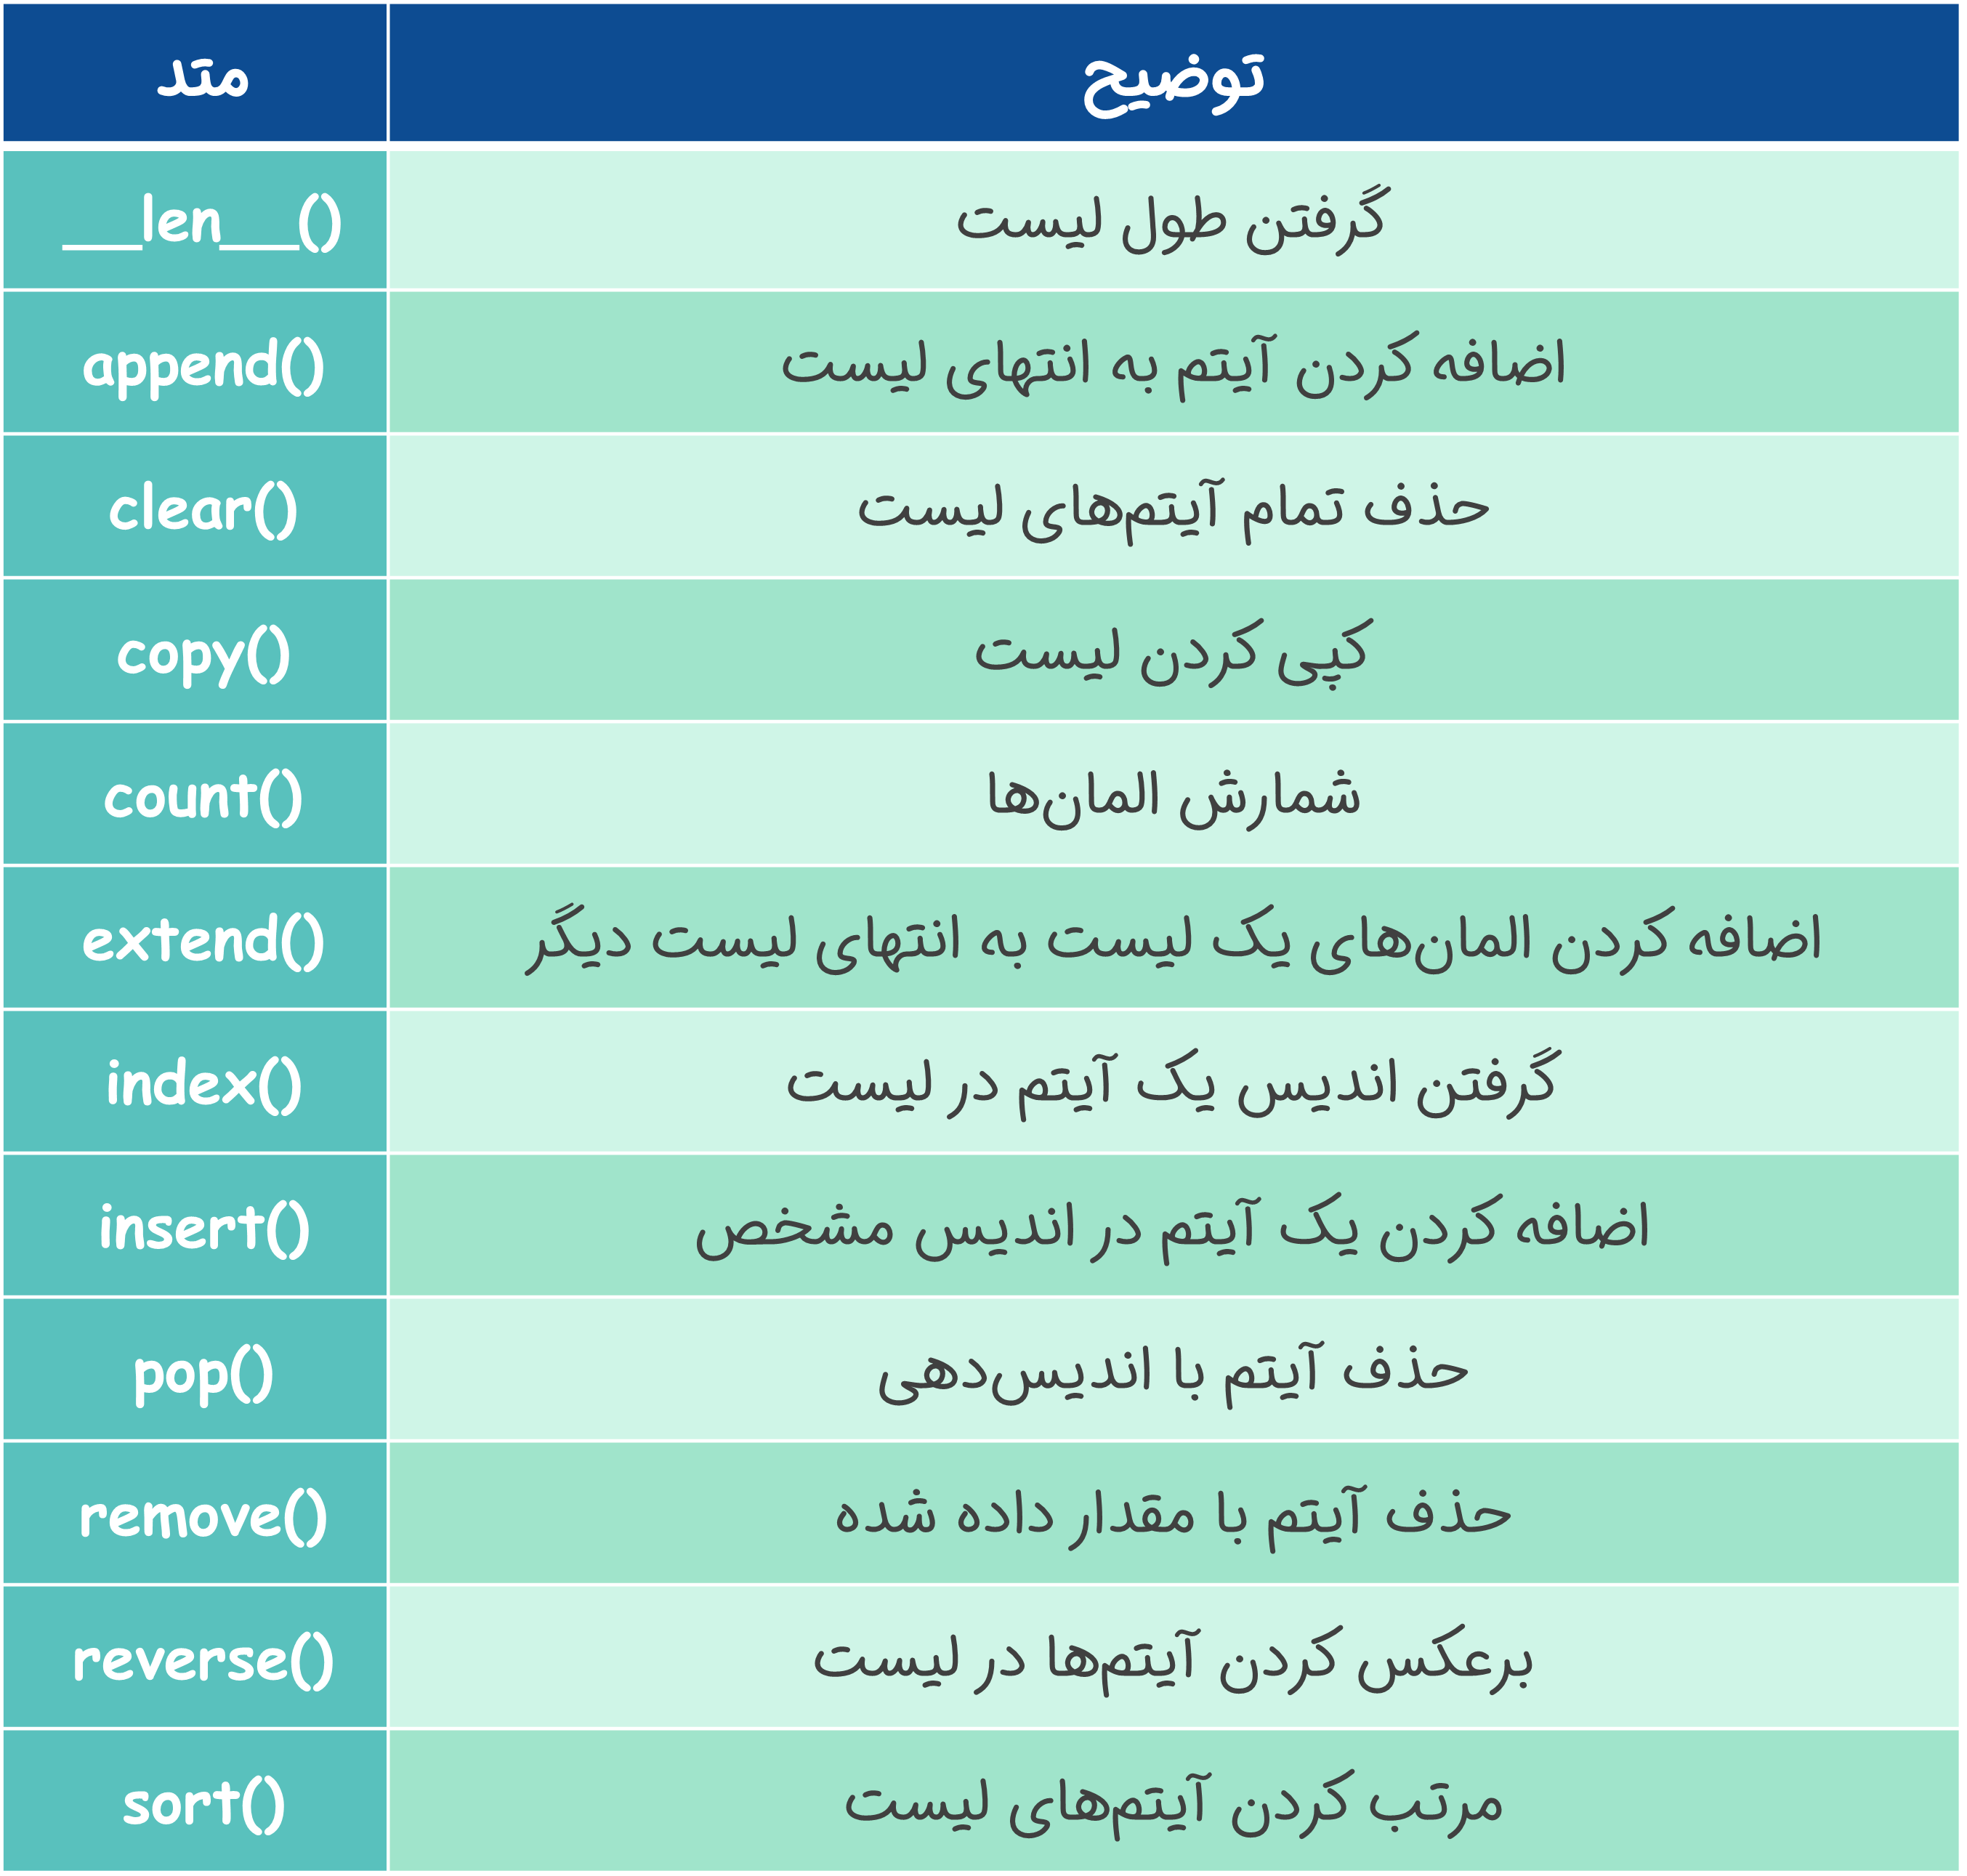 متد	توضیح
__len__()	گرفتن طول لیست
append()	اضافه کردن آیتم به انتهای لیست
clear()	حذف تمام آیتم‌های لیست
copy()	کپی کردن لیست
count()	شمارش المان‌ها
extend()	اضافه کردن المان‌های یک لیست به انتهای لیست دیگر
index()	گرفتن اندیس یک آیتم در لیست
insert()	اضافه کردن یک آیتم در اندیس مشخص
pop()	حذف آیتم با اندیس‌دهی
remove()	حذف آیتم با مقدار داده شده
reverse()	برعکس کردن آیتم‌ها در لیست
sort()	مرتب کردن آیتم‌های لیست